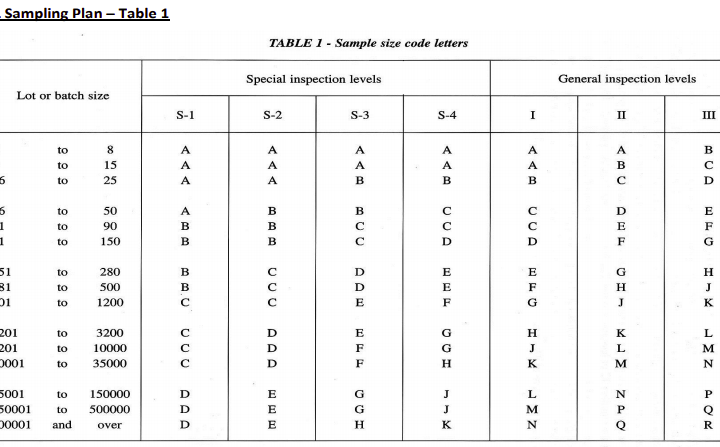 . Sampling Plan – Table 1
TABLE 1 - Sample size code letters
Lot or batch size Special inspection levels General inspection levels
S-1 S-2 S-3 S-4 I II III
to 8 A A A A A A B
to 15 A A A A A B C
6 to 25 A A B B B C D
6 to 50 A B B C C D E
1 to 90 B B C C C E F
1 to 150 B B C D D F G
51 to 280 B C D E E G H
81 to 500 B C D E F H J
01 to 1200 C C E F G J K
201 to 3200 C D E G H K L
201 to 10000 C D F G J L M
0001 to 35000 C D F H K M N
5001 to 150000 D E G J L N P
50001 to 500000 D E G J M P Q
00001 and over D E H K N Q R